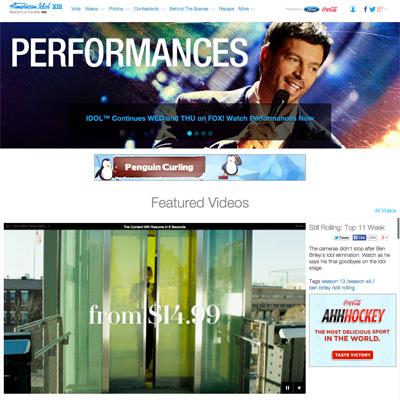 American Idol XIII
Vote Videos Photos Contestants Behind The Scenes Recaps More
Presented by Ford Coca-Cola
PERFORMANCES
IDOL™ Continues WED and THU on FOX! Watch Performances Now
Penguin Curling
Featured Videos
All Videos
The Content Will Resume in 6 Seconds
from $14.99
Still Rolling: Top 11 Week
Tweet Like
The cameras didn't stop after Ben
Briley's Idol elimination. Watch as he
says his final goodbyes on the Idol
stage.
Tags season 13 /season xiii /
ben briley /still rolling
Coca-Cola
AHHHOCKEY
THE MOST DELICIOUS SPORT
IN THE WORLD.
TASTE VICTORY